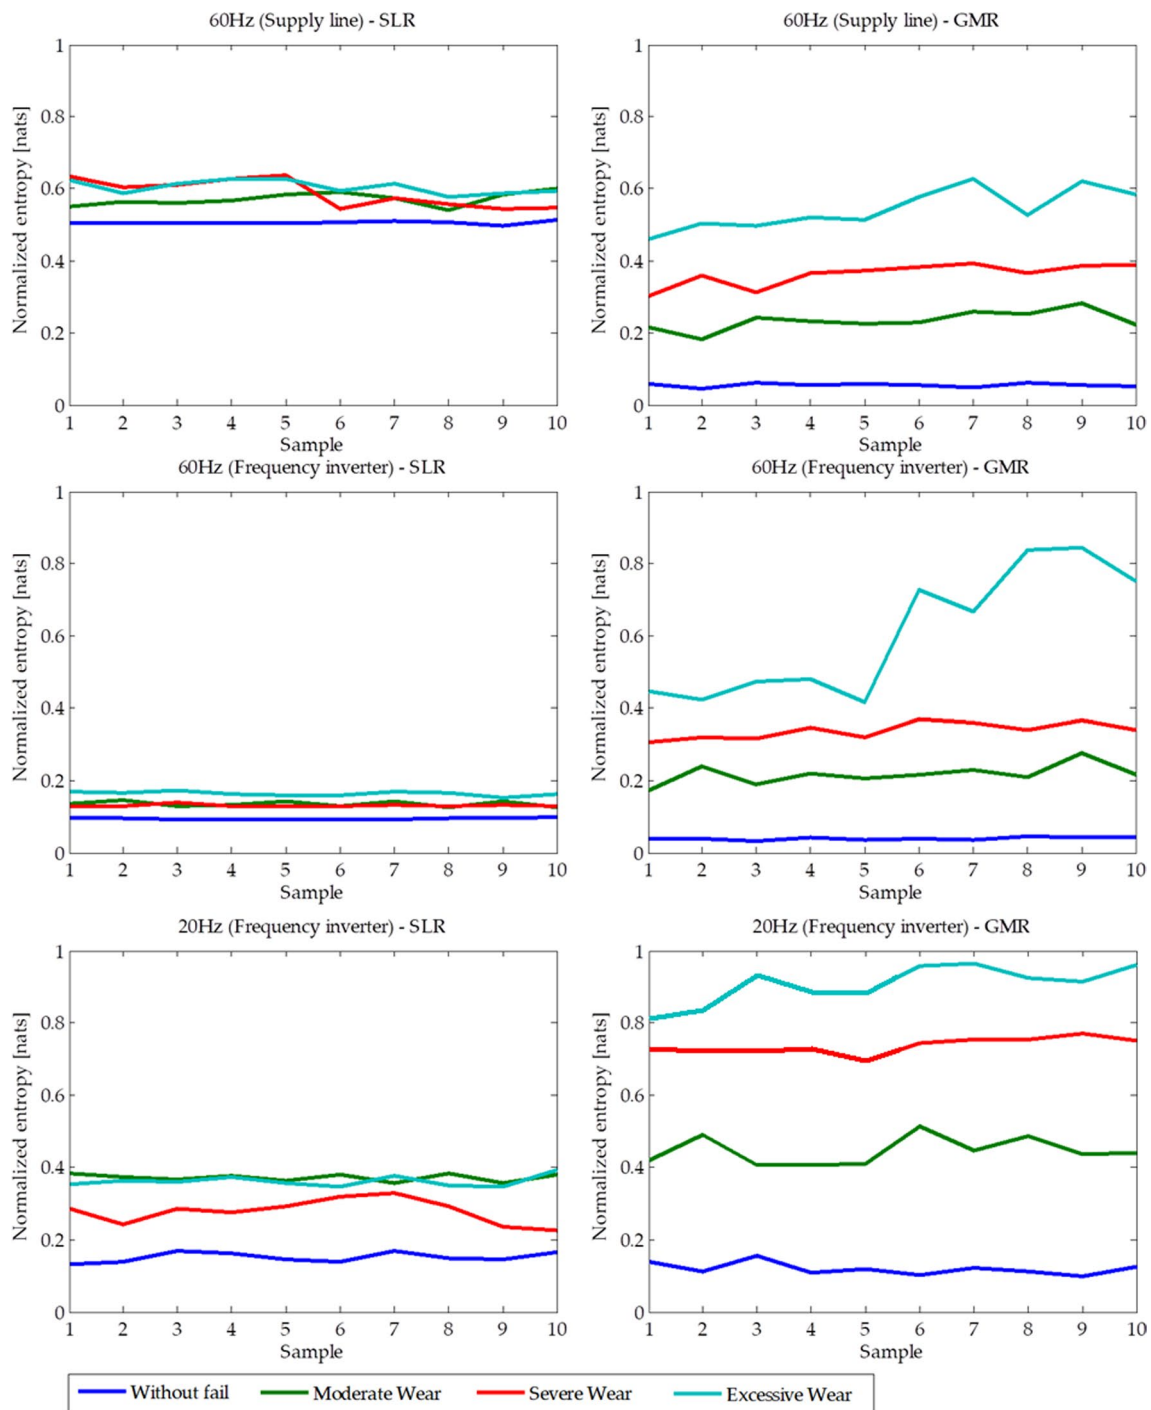 60Hz (Supply line) - SLR
Normalized entropy [nats]
1
0.8
0.6
0.4
0.2
0
1 2 3 4 5 6 7 8 9 10
Sample
60Hz (Supply line) - GMR
Normalized entropy [nats]
1
0.8
0.6
0.4
0.2
0
1 2 3 4 5 6 7 8 9 10
Sample
60Hz (Frequency inverter) - SLR
Normalized entropy [nats]
1
0.8
0.6
0.4
0.2
0
1 2 3 4 5 6 7 8 9 10
Sample
60Hz (Frequency inverter) - GMR
Normalized entropy [nats]
1
0.8
0.6
0.4
0.2
0
1 2 3 4 5 6 7 8 9 10
Sample
20Hz (Frequency inverter) - SLR
Normalized entropy [nats]
1
0.8
0.6
0.4
0.2
0
1 2 3 4 5 6 7 8 9 10
Sample
20Hz (Frequency inverter) - GMR
Normalized entropy [nats]
1
0.8
0.6
0.4
0.2
0
1 2 3 4 5 6 7 8 9 10
Sample
Without fail Moderate Wear Severe Wear Excessive Wear